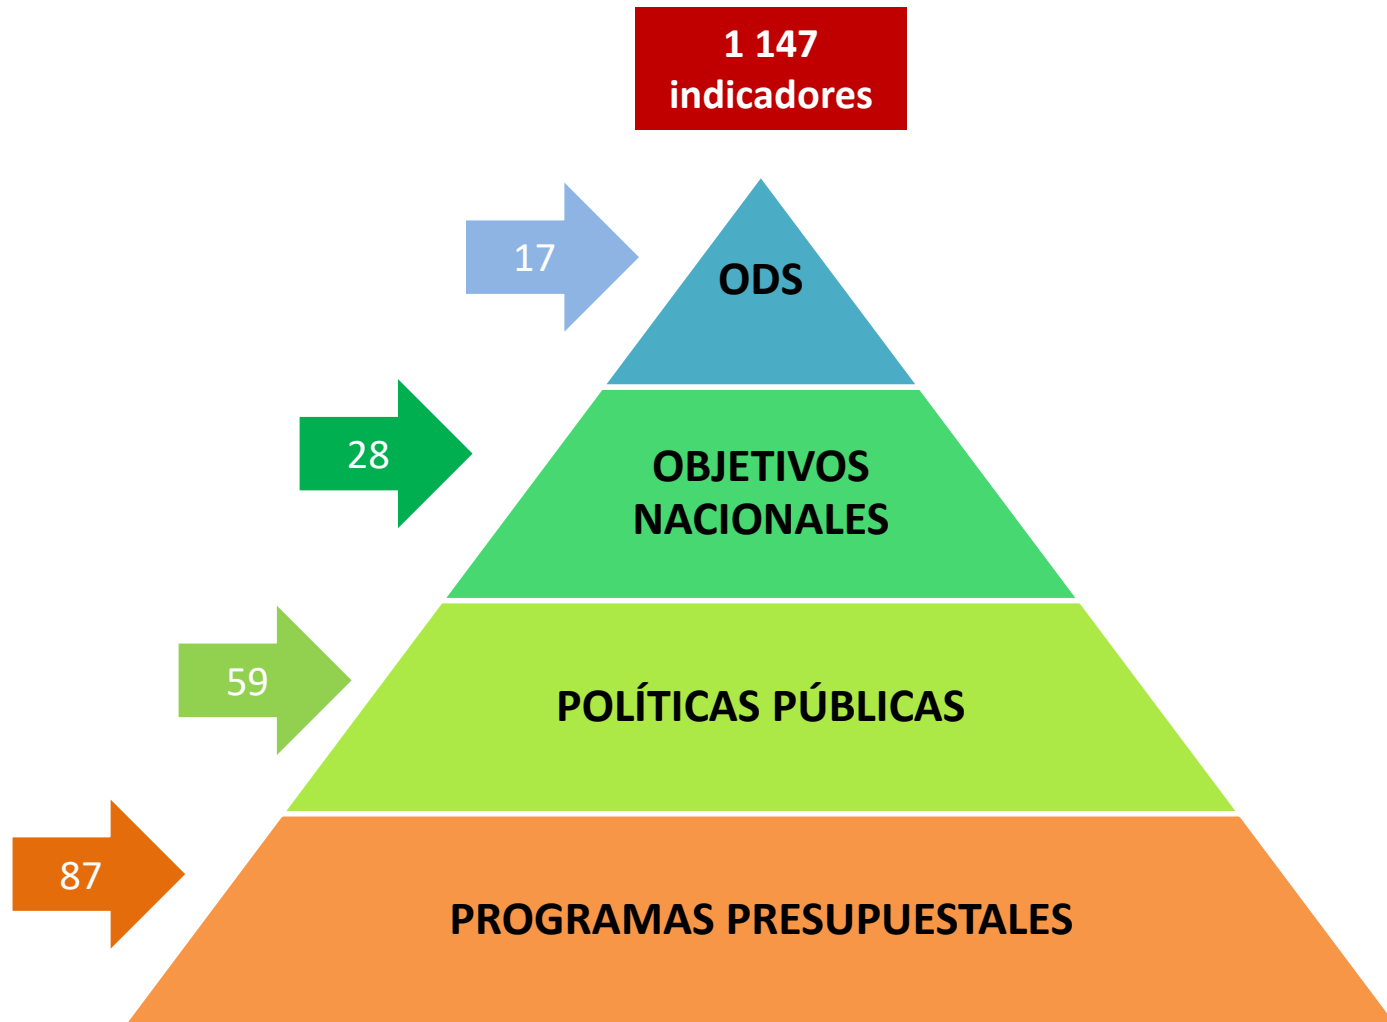 1 147
indicadores
17
ODS
28
OBJETIVOS
NACIONALES
59
POLÍTICAS PÚBLICAS
87
PROGRAMAS PRESUPUESTALES